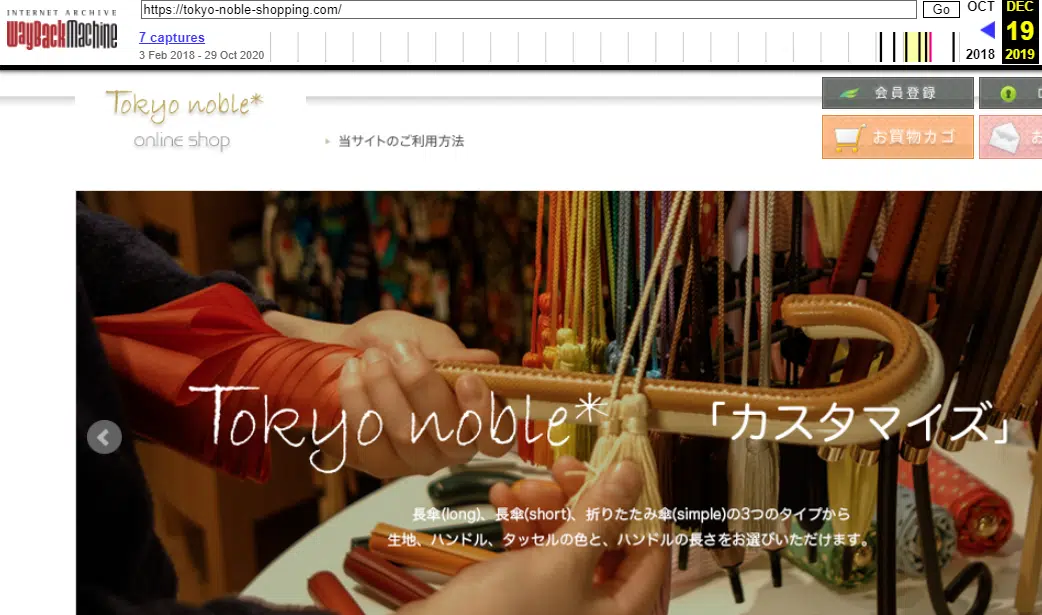 INTERNET ARCHIVE
WayBackMachine
https://tokyo-noble-shopping.com/
Go
OCT
DEC
7 captures
19
3 Feb 2018 - 29 Oct 2020
2018
2019
Tokyo noble*
online shop
当サイトのご利用方法
会員登録
お買物カゴ
お
Tokyo noble*
「カスタマイズ」
長傘(long)、長傘(short)、折りたたみ傘(simple)の3つのタイプから
生地、ハンドル、タッセルの色と、ハンドルの長さをお選びいただけます。